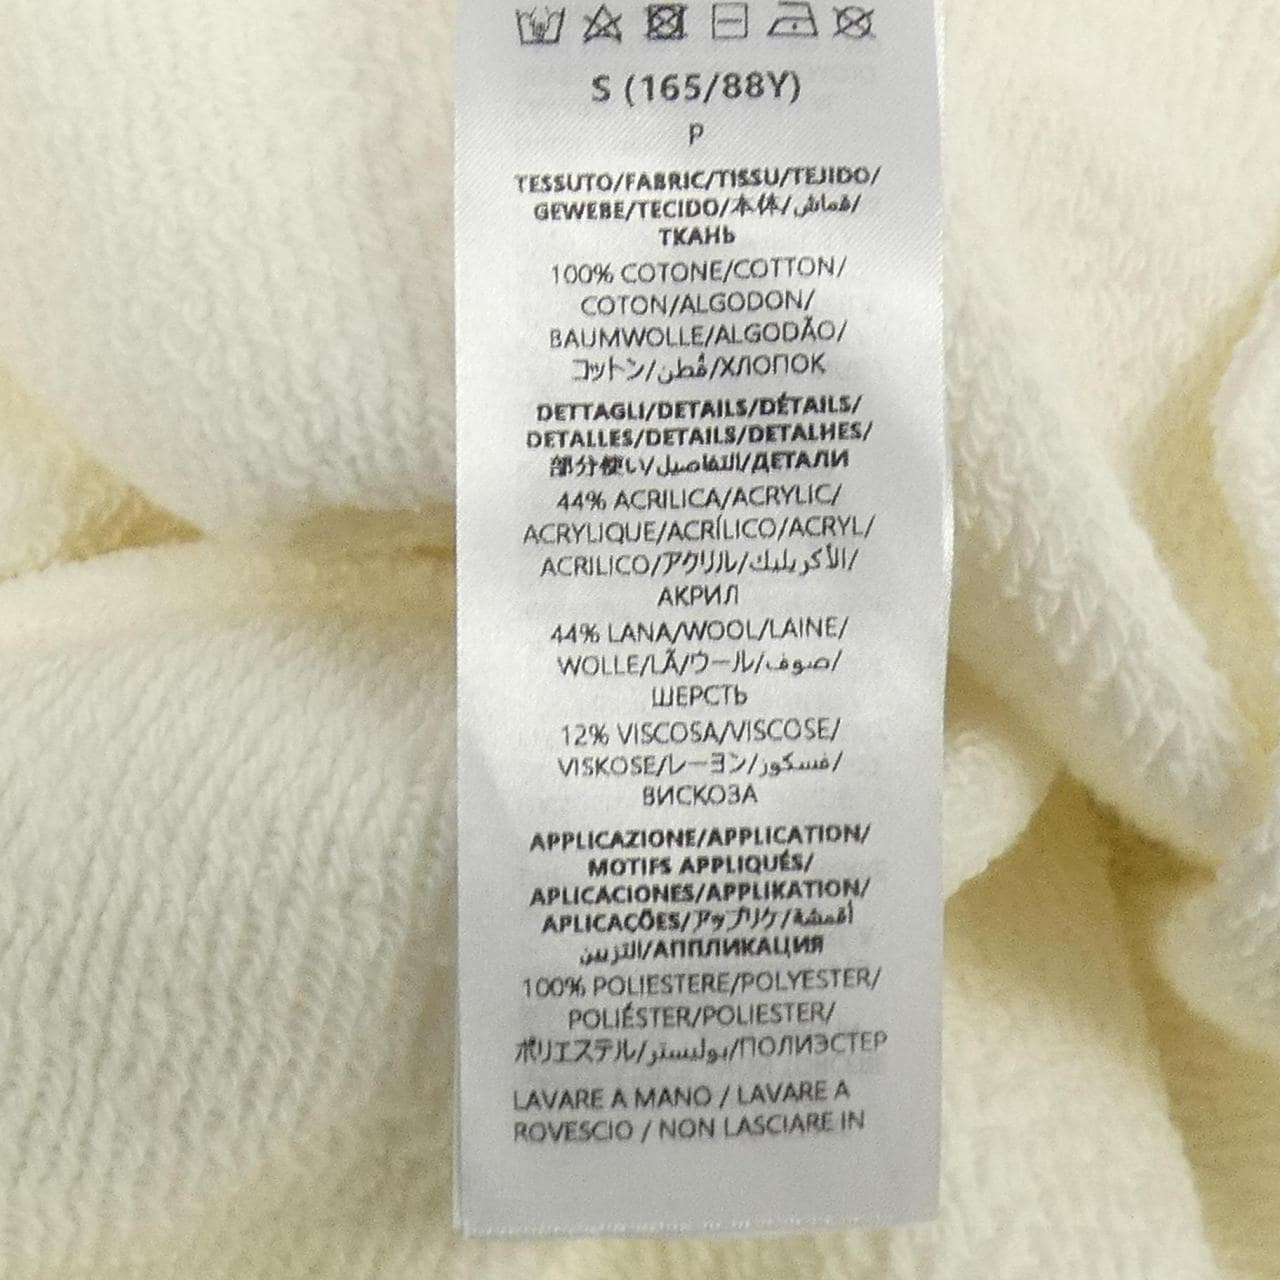 S (165/88Y)
P
TESSUTO/FABRIC/TISSU/TEJIDO/
GEWEBE/TECIDO/本体/قماش/
ТКАНЬ
100% COTONE/COTTON/
COTON/ALGODON/
BAUMWOLLE/ALGODÃO/
コットン/قُطن/ХЛОПОК
DETTAGLI/DETAILS/DÉTAILS/
DETALLES/DETAILS/DETALHES/
部分使い/التفاصيل/ДЕТАЛИ
44% ACRILICA/ACRYLIC/
ACRYLIQUE/ACRÍLICO/ACRYL/
ACRILICO/アクリル/الأكريليك/
АКРИЛ
44% LANA/WOOL/LAINE/
WOLLE/LÃ/ウール/صوف/
ШЕРСТЬ
12% VISCOSA/VISCOSE/
VISKOSE/レーヨン/فسكوز/
ВИСКОЗА
APPLICAZIONE/APPLICATION/
MOTIFS APPLIQUÉS/
APLICACIONES/APPLIKATION/
APLICAÇÕES/アップリケ/أقمشة
التزيين/АППЛИКАЦИЯ
100% POLIESTERE/POLYESTER/
POLIÉSTER/POLIESTER/
ポリエステル/بوليستر/ПОЛИЭСТЕР
LAVARE A MANO / LAVARE A
ROVESCIO / NON LASCIARE IN